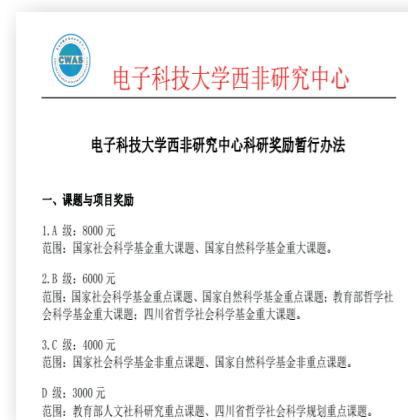 CWAS
电子科技大学西非研究中心
电子科技大学西非研究中心科研奖励暂行办法
一、课题与项目奖励
1.A 级：8000 元
范围：国家社会科学基金重大课题、国家自然科学基金重大课题。
2.B 级：6000 元
范围：国家社会科学基金重点课题、国家自然科学基金重点课题；教育部哲学社
会科学基金重大课题；四川省哲学社会科学基金重大课题。
3.C 级：4000 元
范围：国家社会科学基金非重点课题、国家自然科学基金非重点课题。
D 级：3000 元
范围：教育部人文社科研究重点课题、四川省哲学社会科学规划重点课题。